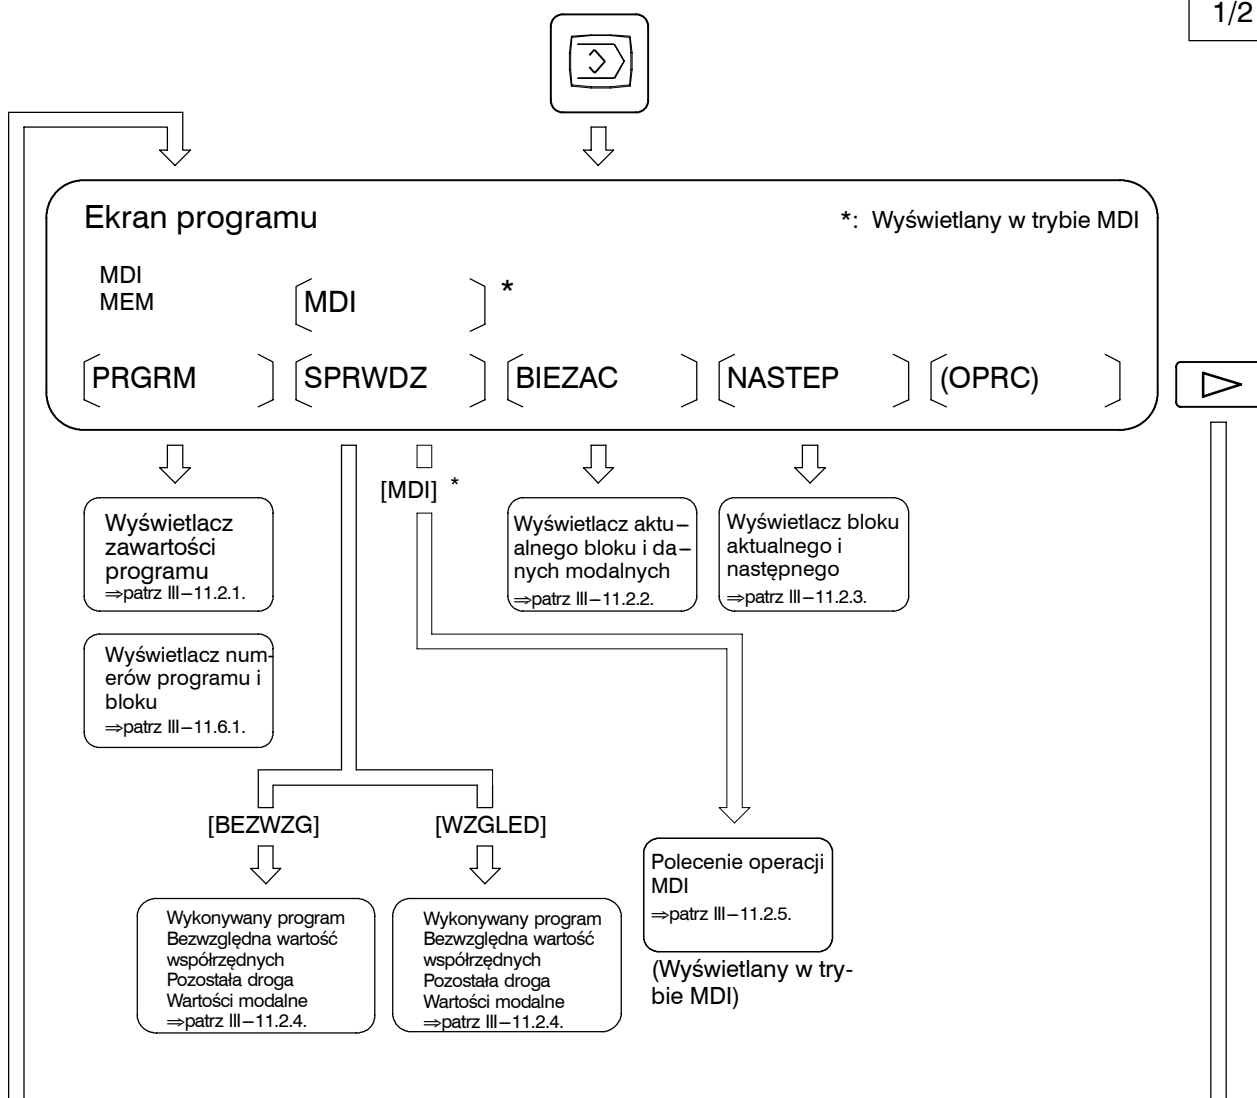 1/2
Ekran programu
*: Wyświetlany w trybie MDI
MDI
MEM
[MDI] *
[PRGRM] [SPRWDZ] [BIEZAC] [NASTEP] [(OPRC)]
[MDI] *
Wyświetlacz
zawartości
programu
⇒patrz III−11.2.1.
Wyświetlacz aktu−
alnego bloku i da−
nych modalnych
⇒patrz III−11.2.2.
Wyświetlacz bloku
aktualnego i
następnego
⇒patrz III−11.2.3.
Wyświetlacz num-
erów programu i
bloku
⇒patrz III−11.6.1.
[BEZWZG]
[WZGLED]
Wykonywany program
Bezwzględna wartość
współrzędnych
Pozostała droga
Wartości modalne
⇒patrz III−11.2.4.
Wykonywany program
Bezwzględna wartość
współrzędnych
Pozostała droga
Wartości modalne
⇒patrz III−11.2.4.
Polecenie operacji
MDI
⇒patrz III−11.2.5.
(Wyświetlany w try-
bie MDI)